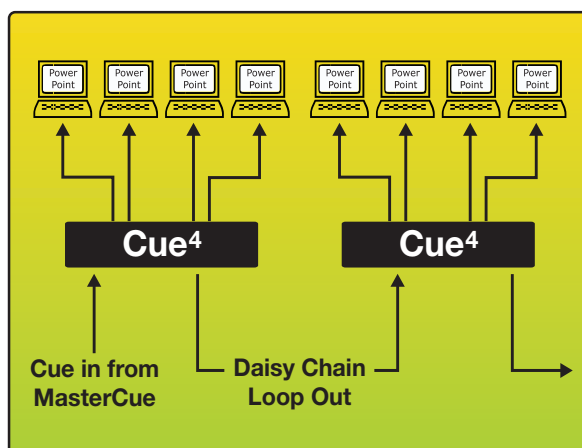 Power
Point
Power
Point
Power
Point
Power
Point
Power
Point
Power
Point
Power
Point
Power
Point
Cue⁴
Cue⁴
Cue in from
MasterCue
Daisy Chain
Loop Out